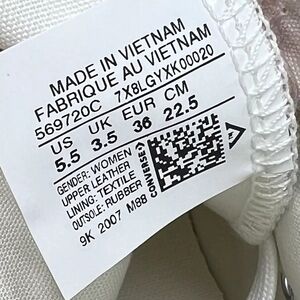 MADE IN VIETNAM
FABRIQUE AU VIETNAM
569720C 7X8LGYXK00020
US UK EUR CM
5.5 3.5 36 22.5
GENDER: WOMEN
UPPER: LEATHER
LINING: TEXTILE
OUTSOLE: RUBBER
9K 2007 M88
CONVERSE